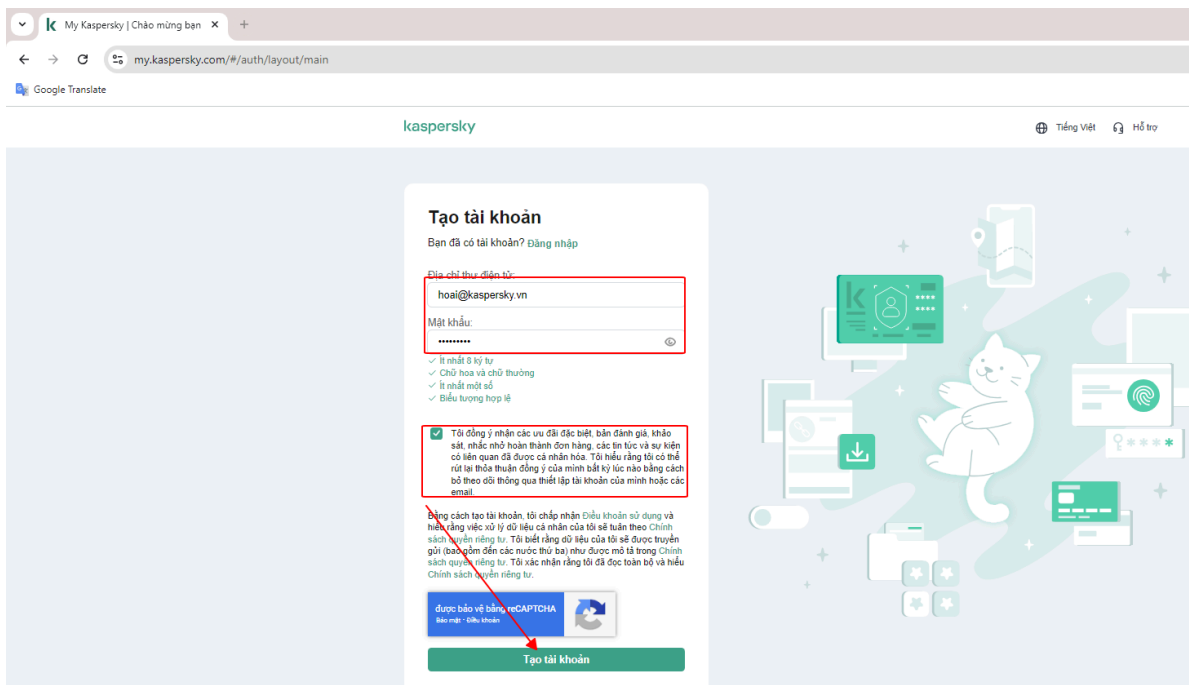 My Kaspersky | Chào mừng bạn
my.kaspersky.com/#/auth/layout/main
Google Translate
kaspersky
Tiếng Việt
Hỗ trợ
Tạo tài khoản
Bạn đã có tài khoản? Đăng nhập
Địa chỉ thư điện tử:
hoai@kaspersky.vn
Mật khẩu:
•••••••••
Ít nhất 8 ký tự
Chữ hoa và chữ thường
Ít nhất một số
Biểu tượng hợp lệ
Tôi đồng ý nhận các ưu đãi đặc biệt, bản đánh giá, khảo
sát, nhắc nhở hoàn thành đơn hàng, các tin tức và sự kiện
có liên quan đã được cá nhân hóa. Tôi hiểu rằng tôi có thể
rút lại thỏa thuận đồng ý của mình bất kỳ lúc nào bằng cách
bỏ theo dõi thông qua thiết lập tài khoản của mình hoặc các
email.
Bằng cách tạo tài khoản, tôi chấp nhận Điều khoản sử dụng và
hiểu rằng việc xử lý dữ liệu cá nhân của tôi sẽ tuân theo Chính
sách quyền riêng tư. Tôi biết rằng dữ liệu của tôi sẽ được truyền
gửi (bao gồm đến các nước thứ ba) như được mô tả trong Chính
sách quyền riêng tư. Tôi xác nhận rằng tôi đã đọc toàn bộ và hiểu
Chính sách quyền riêng tư.
được bảo vệ bằng reCAPTCHA
Bảo mật - Điều khoản
Tạo tài khoản